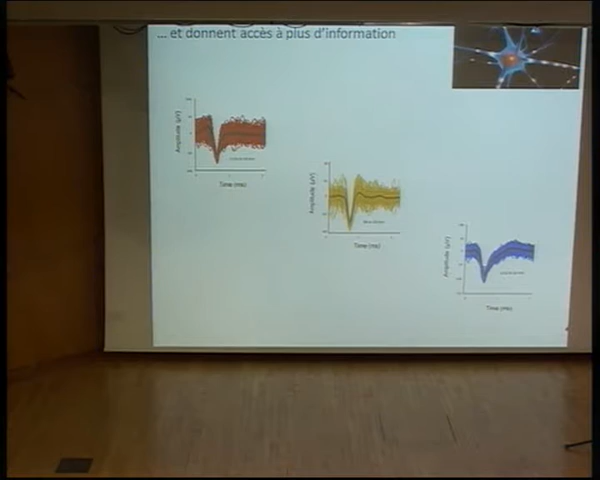 ... et donnent accès à plus d'information
Amplitude (µV)
Time (ms)
Amplitude (µV)
Time (ms)
Amplitude (µV)
Time (ms)